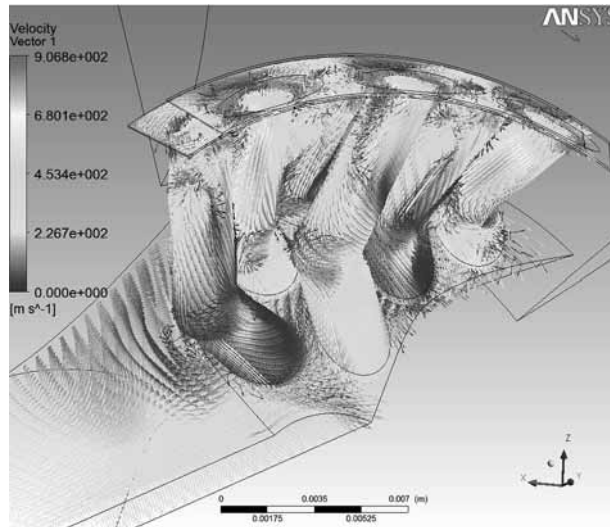 Velocity
Vector 1
9.068e+002
6.801e+002
4.534e+002
2.267e+002
0.000e+000
[m s^-1]
ANSYS
Z
X
Y
0 0.0035 0.007 (m)
0.00175 0.00525